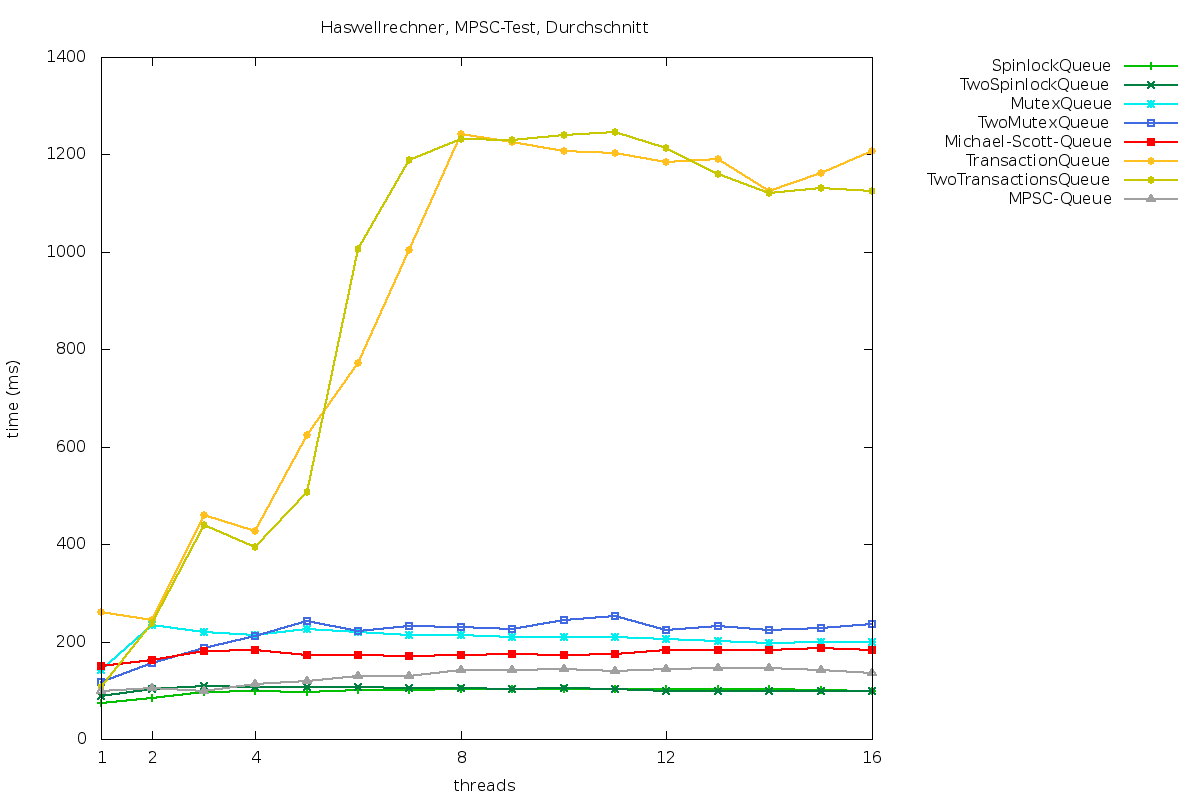 Haswellrechner, MPSC-Test, Durchschnitt
1400
1200
1000
800
600
400
200
0
time (ms)
1 2 4 8 12 16
threads
SpinlockQueue
TwoSpinlockQueue
MutexQueue
TwoMutexQueue
Michael-Scott-Queue
TransactionQueue
TwoTransactionsQueue
MPSC-Queue